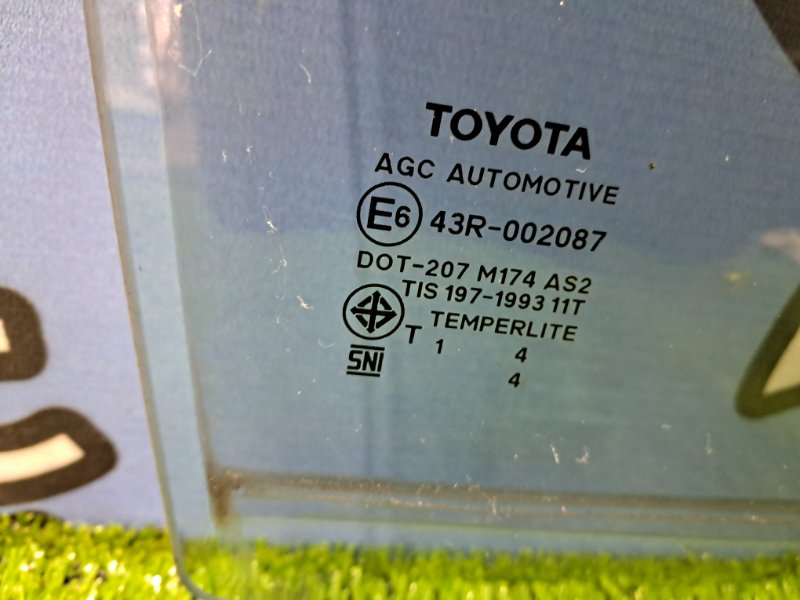 TOYOTA
AGC AUTOMOTIVE
E6 43R-002087
DOT-207 M174 AS2
TIS 197-1993 11T
TEMPERLITE
T 1 4
SNI 4